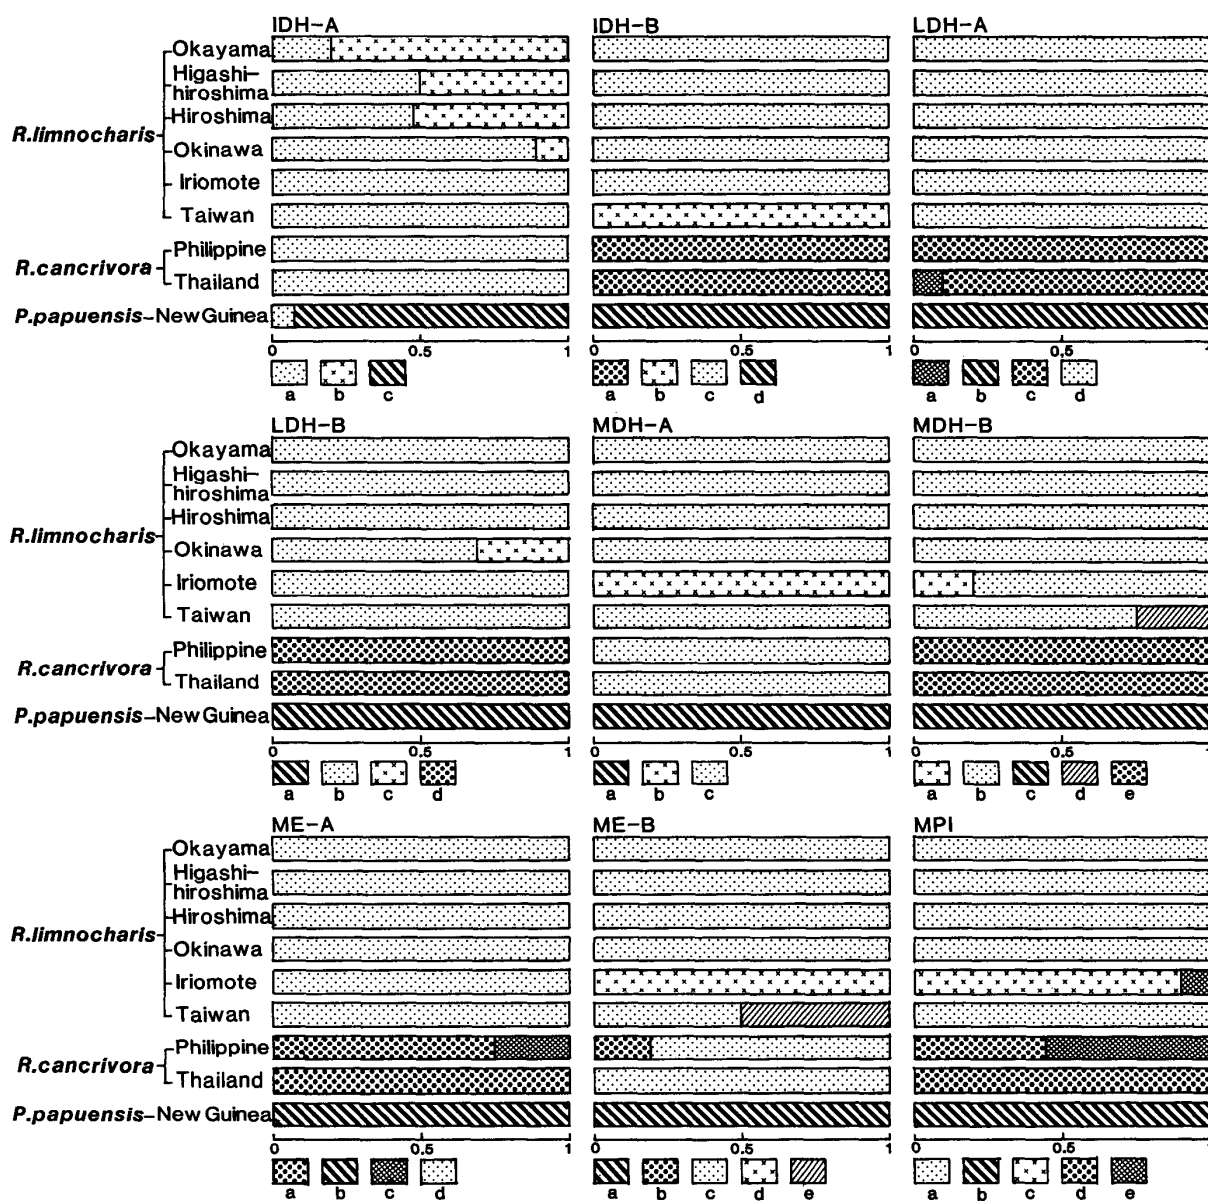 IDH-A IDH-B LDH-A
Okayama
Higashi-
hiroshima
Hiroshima
R.limnocharis
Okinawa
Iriomote
Taiwan
Philippine
R.cancrivora
Thailand
P.papuensis-New Guinea
0 0.5 1 0 0.5 1 0 0.5 1
a b c a b c d a b c d
LDH-B MDH-A MDH-B
Okayama
Higashi-
hiroshima
Hiroshima
R.limnocharis
Okinawa
Iriomote
Taiwan
Philippine
R.cancrivora
Thailand
P.papuensis-New Guinea
0 0.5 1 0 0.5 1 0 0.5 1
a b c d a b c a b c d e
ME-A ME-B MPI
Okayama
Higashi-
hiroshima
Hiroshima
R.limnocharis
Okinawa
Iriomote
Taiwan
Philippine
R.cancrivora
Thailand
P.papuensis-New Guinea
0 0.5 1 0 0.5 1 0 0.5 1
a b c d a b c d e a b c d e